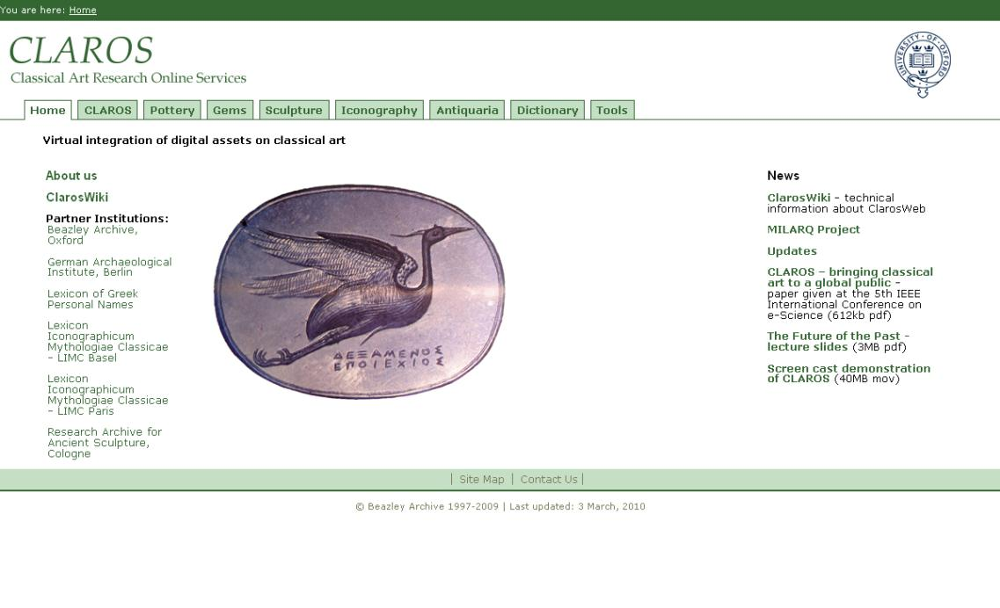 You are here: Home
CLAROS
Classical Art Research Online Services
UNIVERSITY · OF · OXFORD
Home
CLAROS
Pottery
Gems
Sculpture
Iconography
Antiquaria
Dictionary
Tools
Virtual integration of digital assets on classical art
About us
ClarosWiki
Partner Institutions:
Beazley Archive,
Oxford
German Archaeological
Institute, Berlin
Lexicon of Greek
Personal Names
Lexicon
Iconographicum
Mythologiae Classicae
- LIMC Basel
Lexicon
Iconographicum
Mythologiae Classicae
- LIMC Paris
Research Archive for
Ancient Sculpture,
Cologne
ΔΕΞΑΜΕΝΟΣ
ΕΠΟΙΕΧΙΟΣ
News
ClarosWiki - technical
information about ClarosWeb
MILARQ Project
Updates
CLAROS – bringing classical
art to a global public -
paper given at the 5th IEEE
International Conference on
e-Science (612kb pdf)
The Future of the Past -
lecture slides (3MB pdf)
Screen cast demonstration
of CLAROS (40MB mov)
| Site Map | Contact Us |
© Beazley Archive 1997-2009 | Last updated: 3 March, 2010